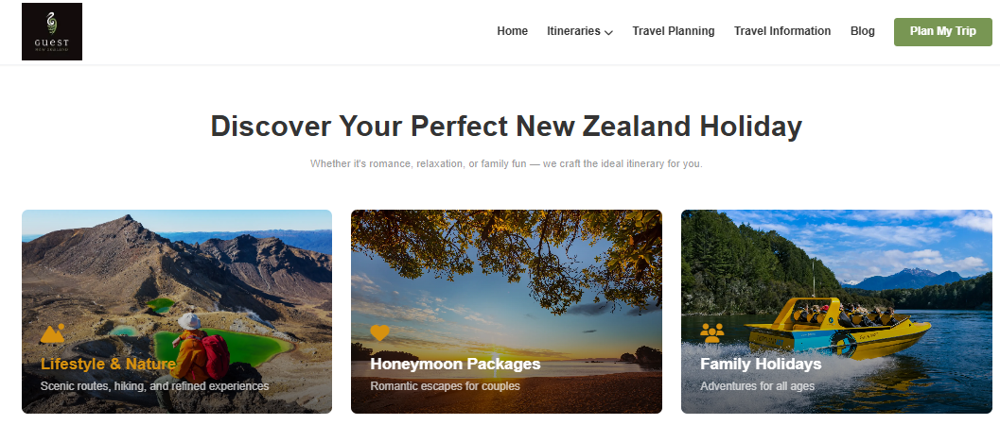 GUEST
NEW ZEALAND
Home Itineraries Travel Planning Travel Information Blog Plan My Trip
Discover Your Perfect New Zealand Holiday
Whether it's romance, relaxation, or family fun — we craft the ideal itinerary for you.
Lifestyle & Nature
Scenic routes, hiking, and refined experiences
Honeymoon Packages
Romantic escapes for couples
Family Holidays
Adventures for all ages